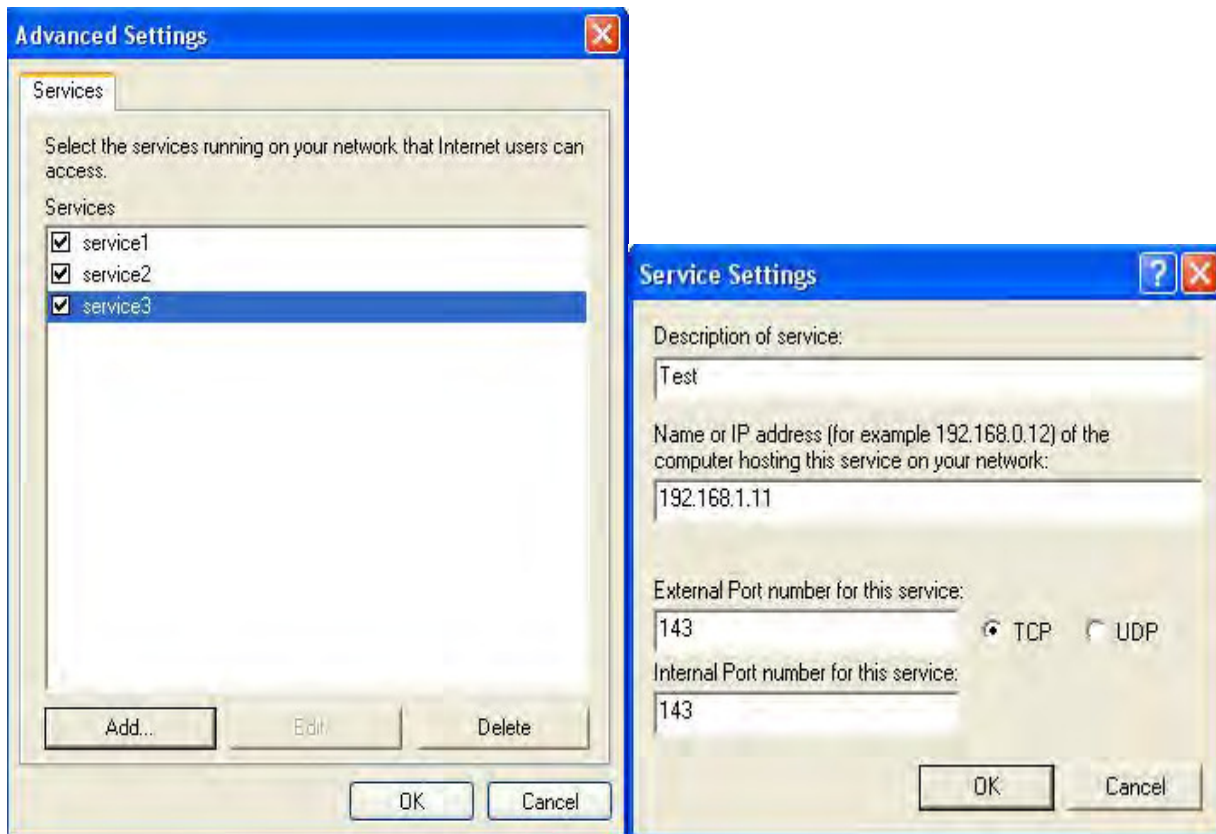 Advanced Settings
Services
Select the services running on your network that Internet users can
access.
Services
service1
service2
service3
Add...
Edit
Delete
OK
Cancel
Service Settings
Description of service:
Test
Name or IP address (for example 192.168.0.12) of the
computer hosting this service on your network:
192.168.1.11
External Port number for this service:
143
TCP
UDP
Internal Port number for this service:
143
OK
Cancel